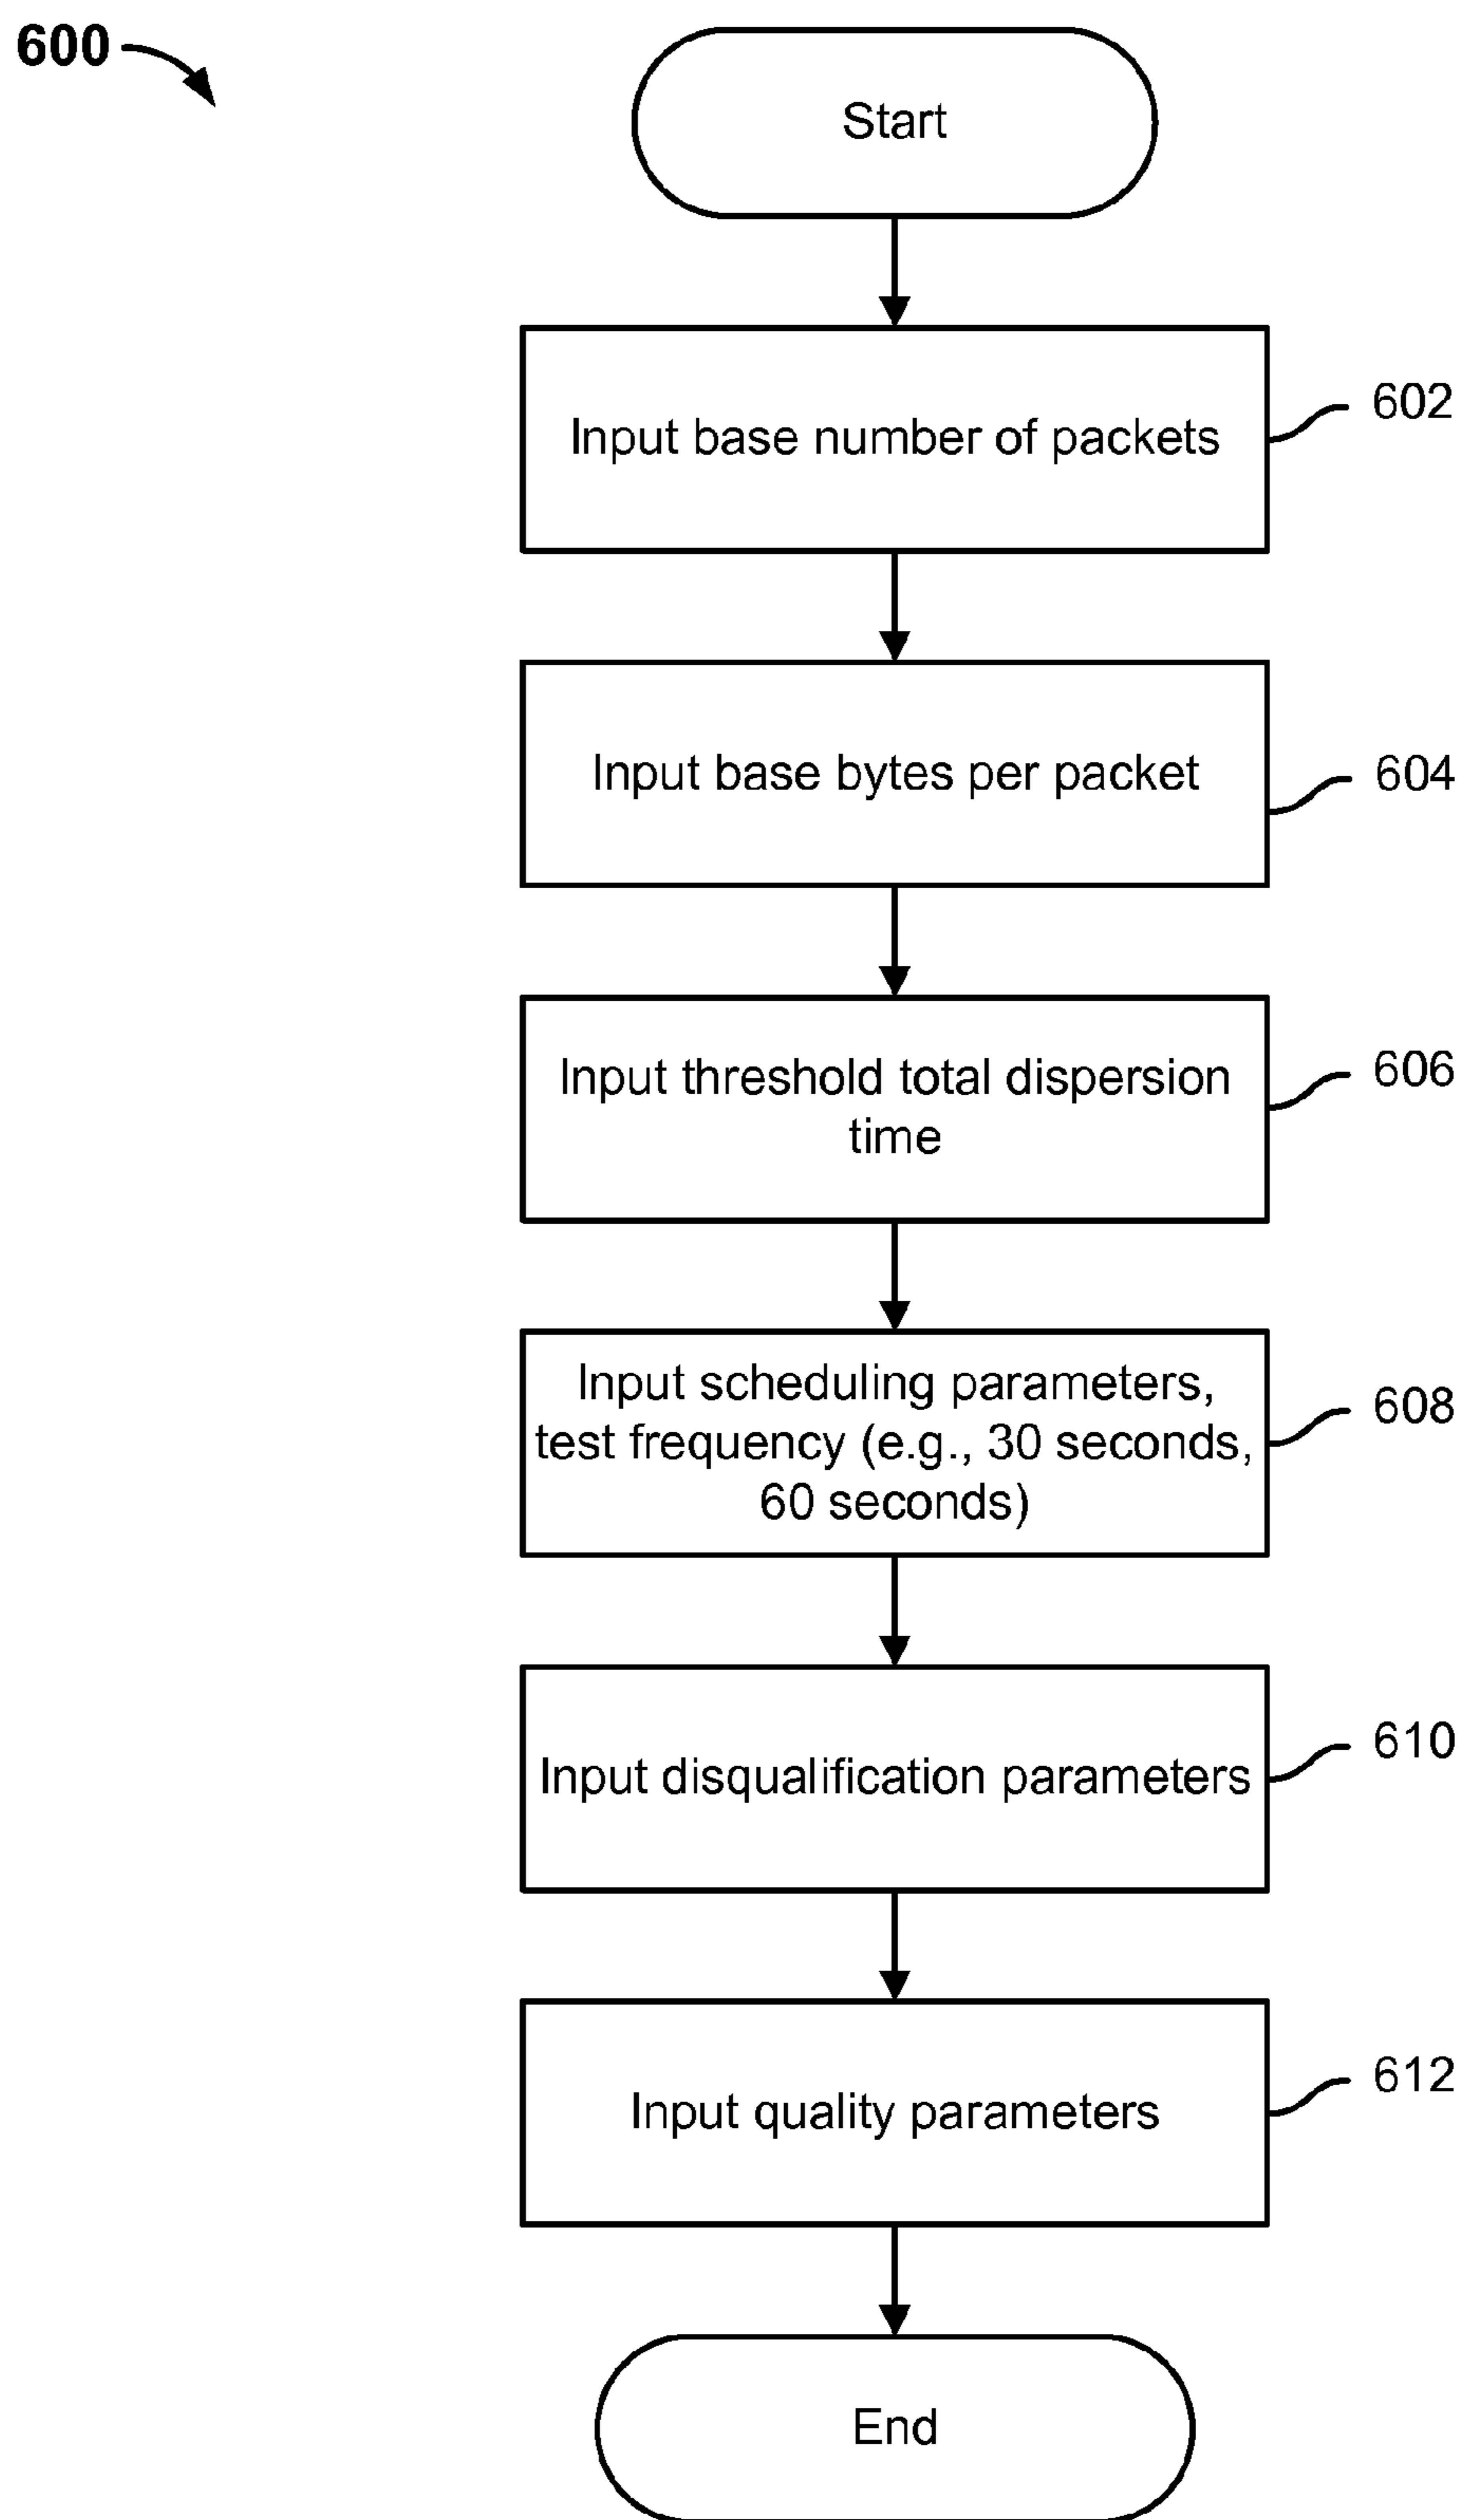 600
Start
Input base number of packets
602
Input base bytes per packet
604
Input threshold total dispersion
time
606
Input scheduling parameters,
test frequency (e.g., 30 seconds,
60 seconds)
608
Input disqualification parameters
610
Input quality parameters
612
End